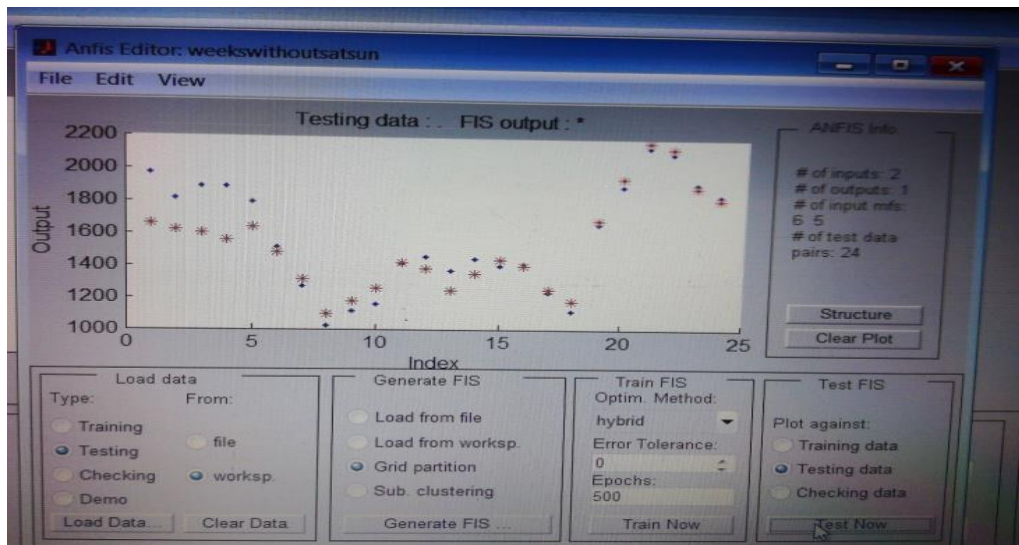 Anfis Editor: weekswithoutsatsun
File Edit View
Testing data : . FIS output : *
2200
2000
1800
1600
1400
1200
1000
Output
0 5 10 15 20 25
Index
ANFIS Info.
# of inputs: 2
# of outputs: 1
# of input mfs:
6 5
# of test data
pairs: 24
Structure
Clear Plot
Load data
Type: From:
Training
Testing
Checking
Demo
file
worksp.
Load Data... Clear Data
Generate FIS
Load from file
Load from worksp.
Grid partition
Sub. clustering
Generate FIS ...
Train FIS
Optim. Method:
hybrid
Error Tolerance:
0
Epochs:
500
Train Now
Test FIS
Plot against:
Training data
Testing data
Checking data
Test Now